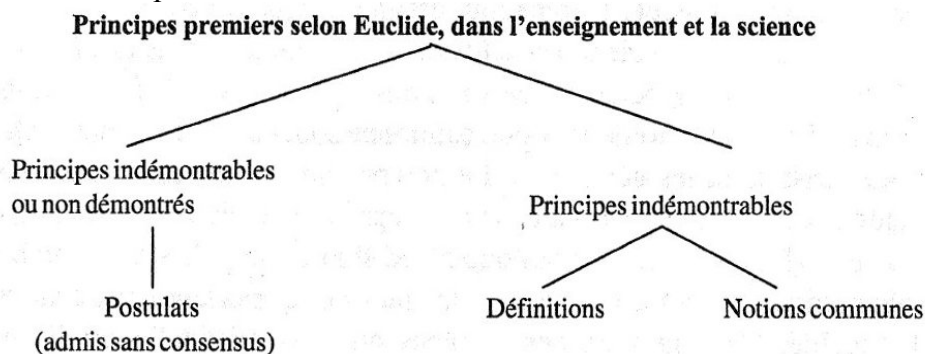 Principes premiers selon Euclide, dans l'enseignement et la science
Principes indémontrables
ou non démontrés
Principes indémontrables
Postulats
(admis sans consensus)
Définitions
Notions communes